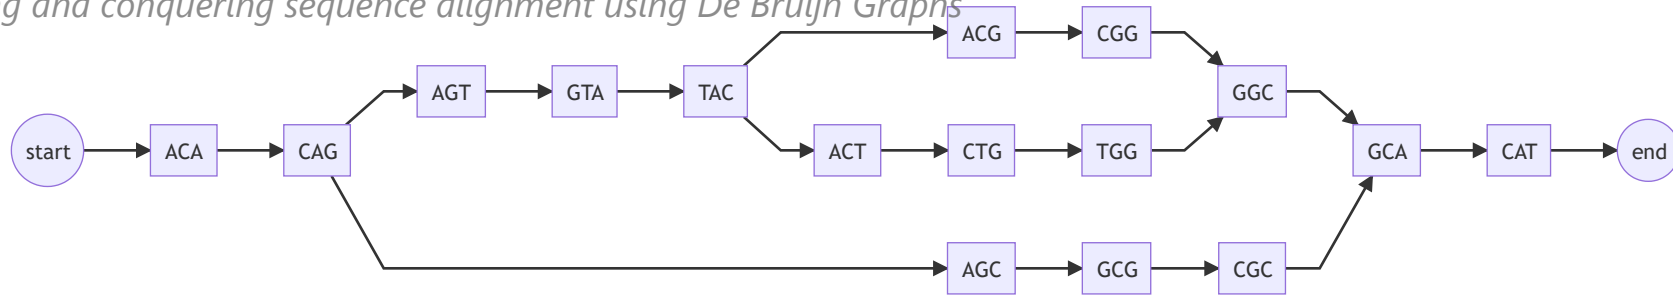 g and conquering sequence alignment using De Bruijn Graphs
ACG CGG
AGT GTA TAC GGC
start ACA CAG ACT CTG TGG GCA CAT end
AGC GCG CGC